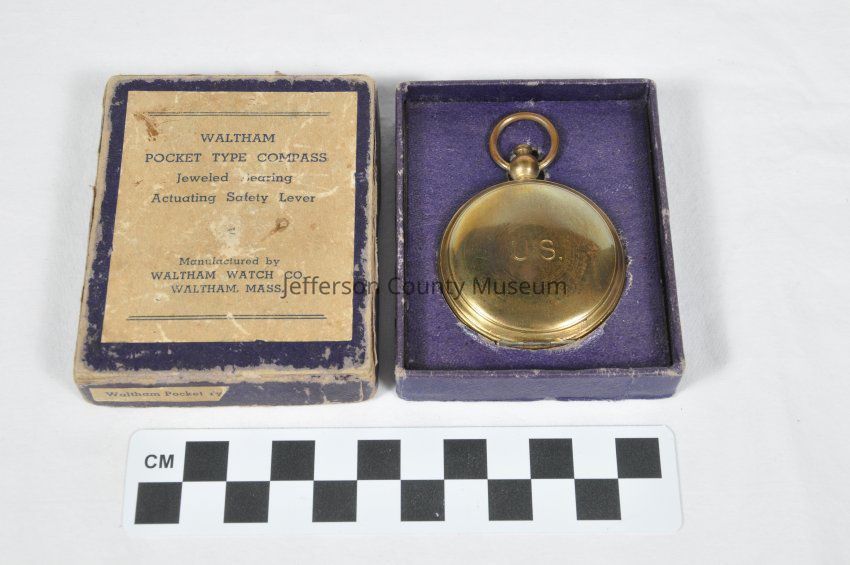 WALTHAM
POCKET TYPE COMPASS
Jeweled Bearing
Actuating Safety Lever
Manufactured by
WALTHAM WATCH CO.
WALTHAM, MASS.
Waltham Pocket Ty
U.S.
Jefferson County Museum
CM